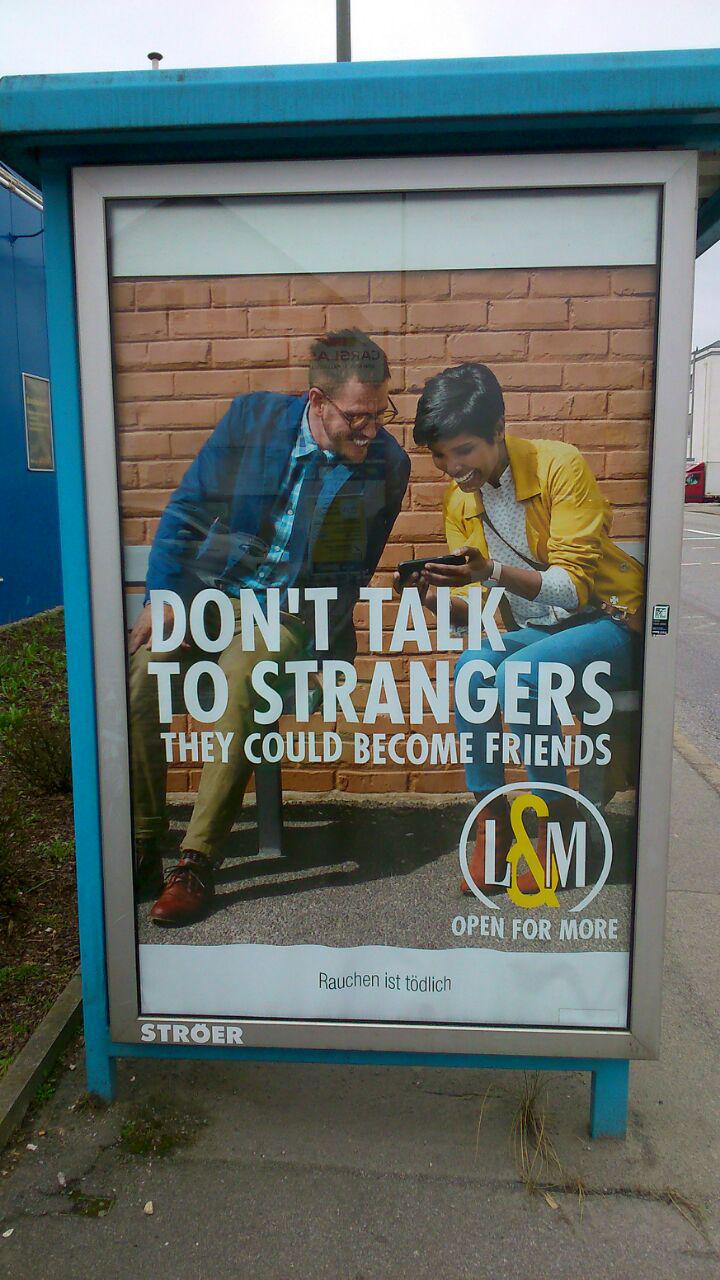 DON'T TALK
TO STRANGERS
THEY COULD BECOME FRIENDS
L&M
OPEN FOR MORE
Rauchen ist tödlich
STRÖER